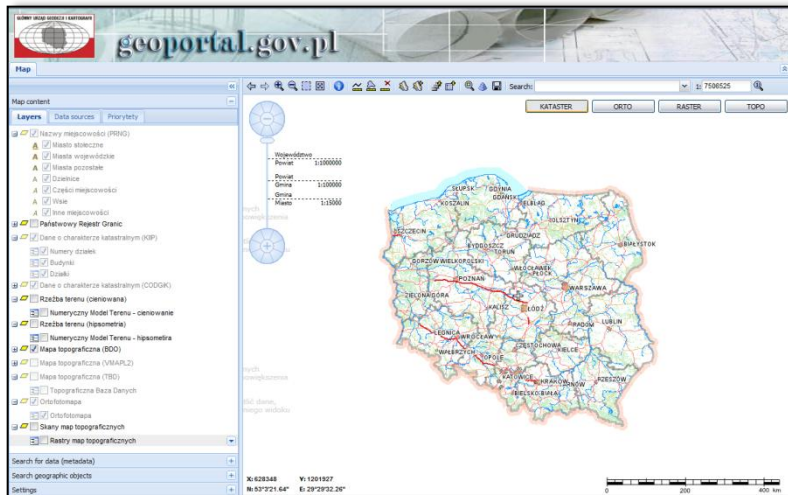 GŁÓWNY URZĄD GEODEZJI I KARTOGRAFII
geoportal.gov.pl
Map
Map content
Search:
1: 7500525
Layers
Data sources
Priorytety
KATASTER
ORTO
RASTER
TOPO
Nazwy miejscowości (PRNG)
Miasto stołeczne
Miasta wojewódzkie
Miasta pozostałe
Dzielnice
Części miejscowości
Wsie
Inne miejscowości
Państwowy Rejestr Granic
Dane o charakterze katastralnym (KIIP)
Numery działek
Budynki
Działki
Dane o charakterze katastralnym (CODGiK)
Rzeźba terenu (cieniowana)
Numeryczny Model Terenu - cieniowanie
Rzeźba terenu (hipsometria)
Numeryczny Model Terenu - hipsometria
Mapa topograficzna (BDO)
Mapa topograficzna (VMAPL2)
Mapa topograficzna (TBD)
Topograficzna Baza Danych
Ortofotomapa
Ortofotomapa
Skany map topograficznych
Rastry map topograficznych
Search for data (metadata)
Search geographic objects
Settings
Województwo
Powiat 1:1000000
Powiat
Gmina 1:100000
Gmina
Miasto 1:15000
SŁUPSK
GDYNIA
GDAŃSK
KOSZALIN
ELBLĄG
OLSZTYN
SZCZECIN
GRUDZIĄDZ
BIAŁYSTOK
BYDGOSZCZ
TORUŃ
GORZÓW WIELKOPOLSKI
WŁOCŁAWEK
PŁOCK
POZNAŃ
WARSZAWA
ZIELONA GÓRA
KALISZ
ŁÓDŹ
RADOM
LUBLIN
LEGNICA
WROCŁAW
CZĘSTOCHOWA
KIELCE
WAŁBRZYCH
OPOLE
KATOWICE
KRAKÓW
TARNÓW
RZESZÓW
BIELSKO BIAŁA
X: 628348 Y: 1201927
N: 53°2'21.64" E: 29°29'32.26"
0 200 400 km